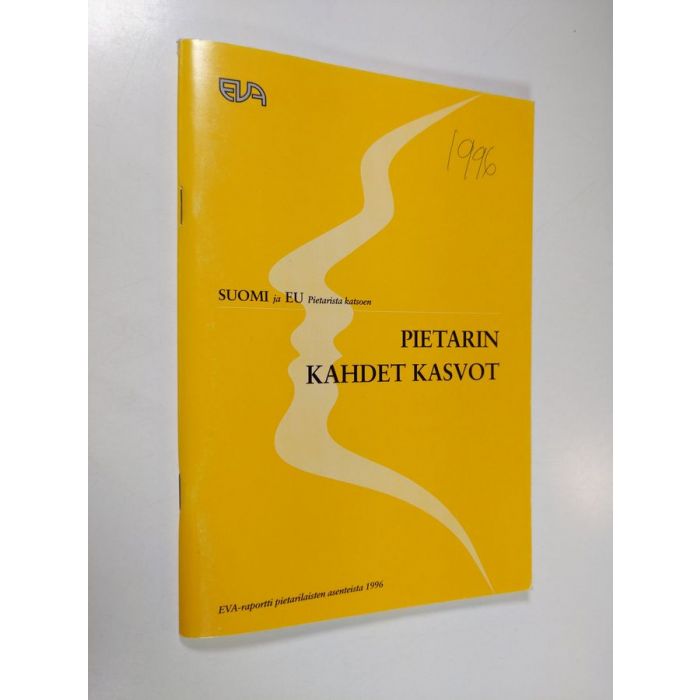 EVA
1996
SUOMI ja EU Pietarista katsoen
PIETARIN
KAHDET KASVOT
EVA-raportti pietarilaisten asenteista 1996